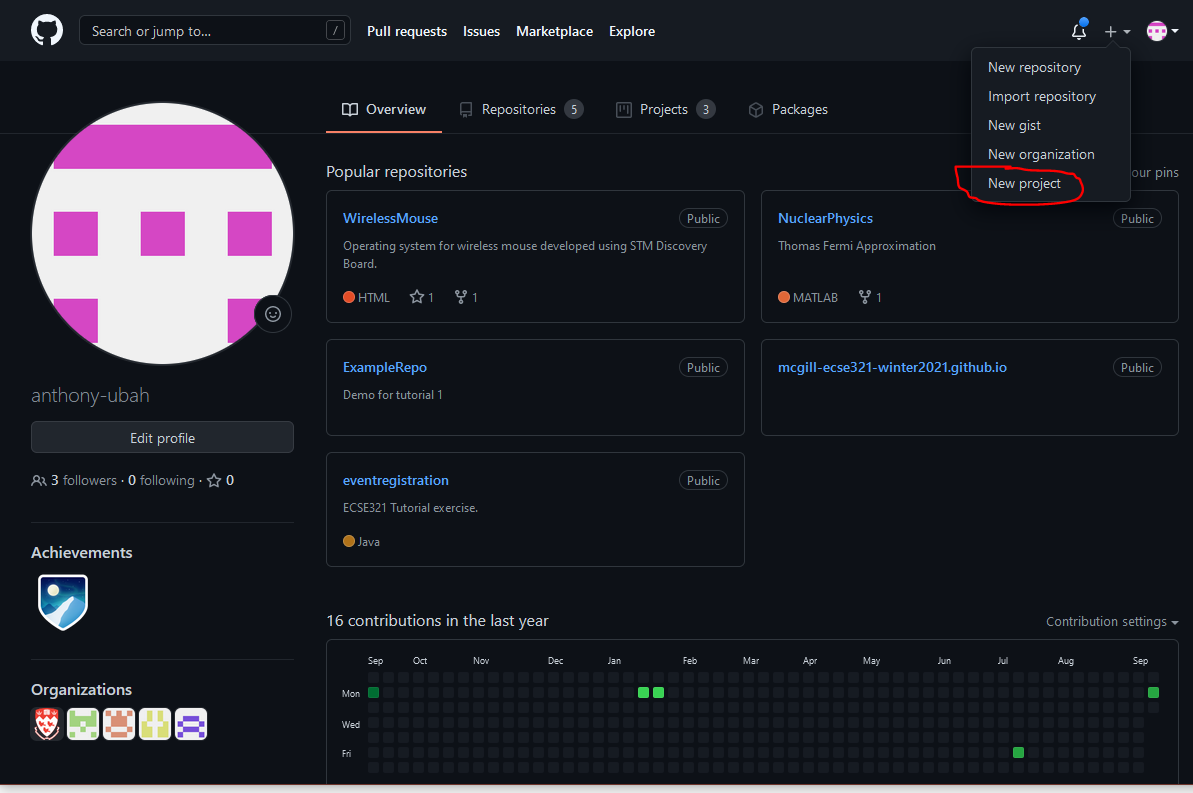 Search or jump to... /
Pull requests Issues Marketplace Explore
New repository
Import repository
New gist
New organization
New project
Overview Repositories 5 Projects 3 Packages
Popular repositories
our pins
WirelessMouse Public
Operating system for wireless mouse developed using STM Discovery
Board.
HTML 1 1
NuclearPhysics Public
Thomas Fermi Approximation
MATLAB 1
ExampleRepo Public
Demo for tutorial 1
mcgill-ecse321-winter2021.github.io Public
eventregistration Public
ECSE321 Tutorial exercise.
Java
anthony-ubah
Edit profile
3 followers · 0 following · 0
Achievements
Organizations
16 contributions in the last year
Contribution settings
Sep Oct Nov Dec Jan Feb Mar Apr May Jun Jul Aug Sep
Mon
Wed
Fri